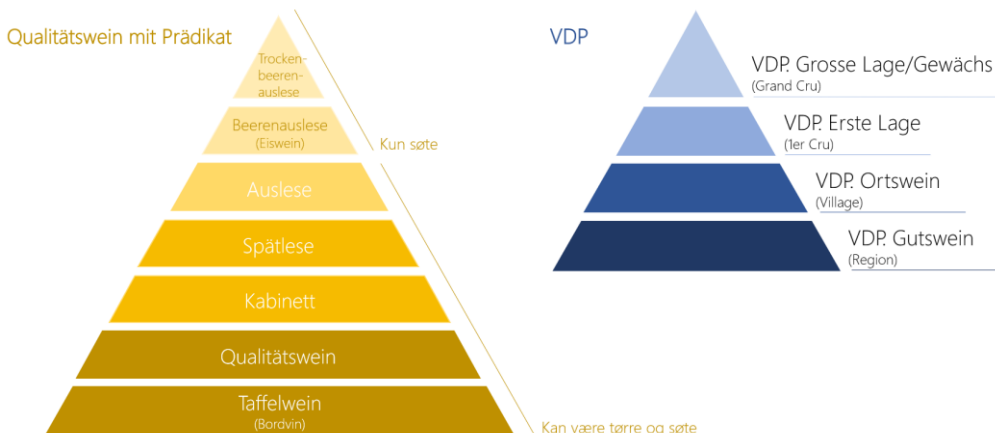 Qualitätswein mit Prädikat
Trocken-
beeren-
auslese
Beerenauslese
(Eiswein)
Kun søte
Auslese
Spätlese
Kabinett
Qualitätswein
Taffelwein
(Bordvin)
Kan være tørre og søte
VDP
VDP. Grosse Lage/Gewächs
(Grand Cru)
VDP. Erste Lage
(1er Cru)
VDP. Ortswein
(Village)
VDP. Gutswein
(Region)